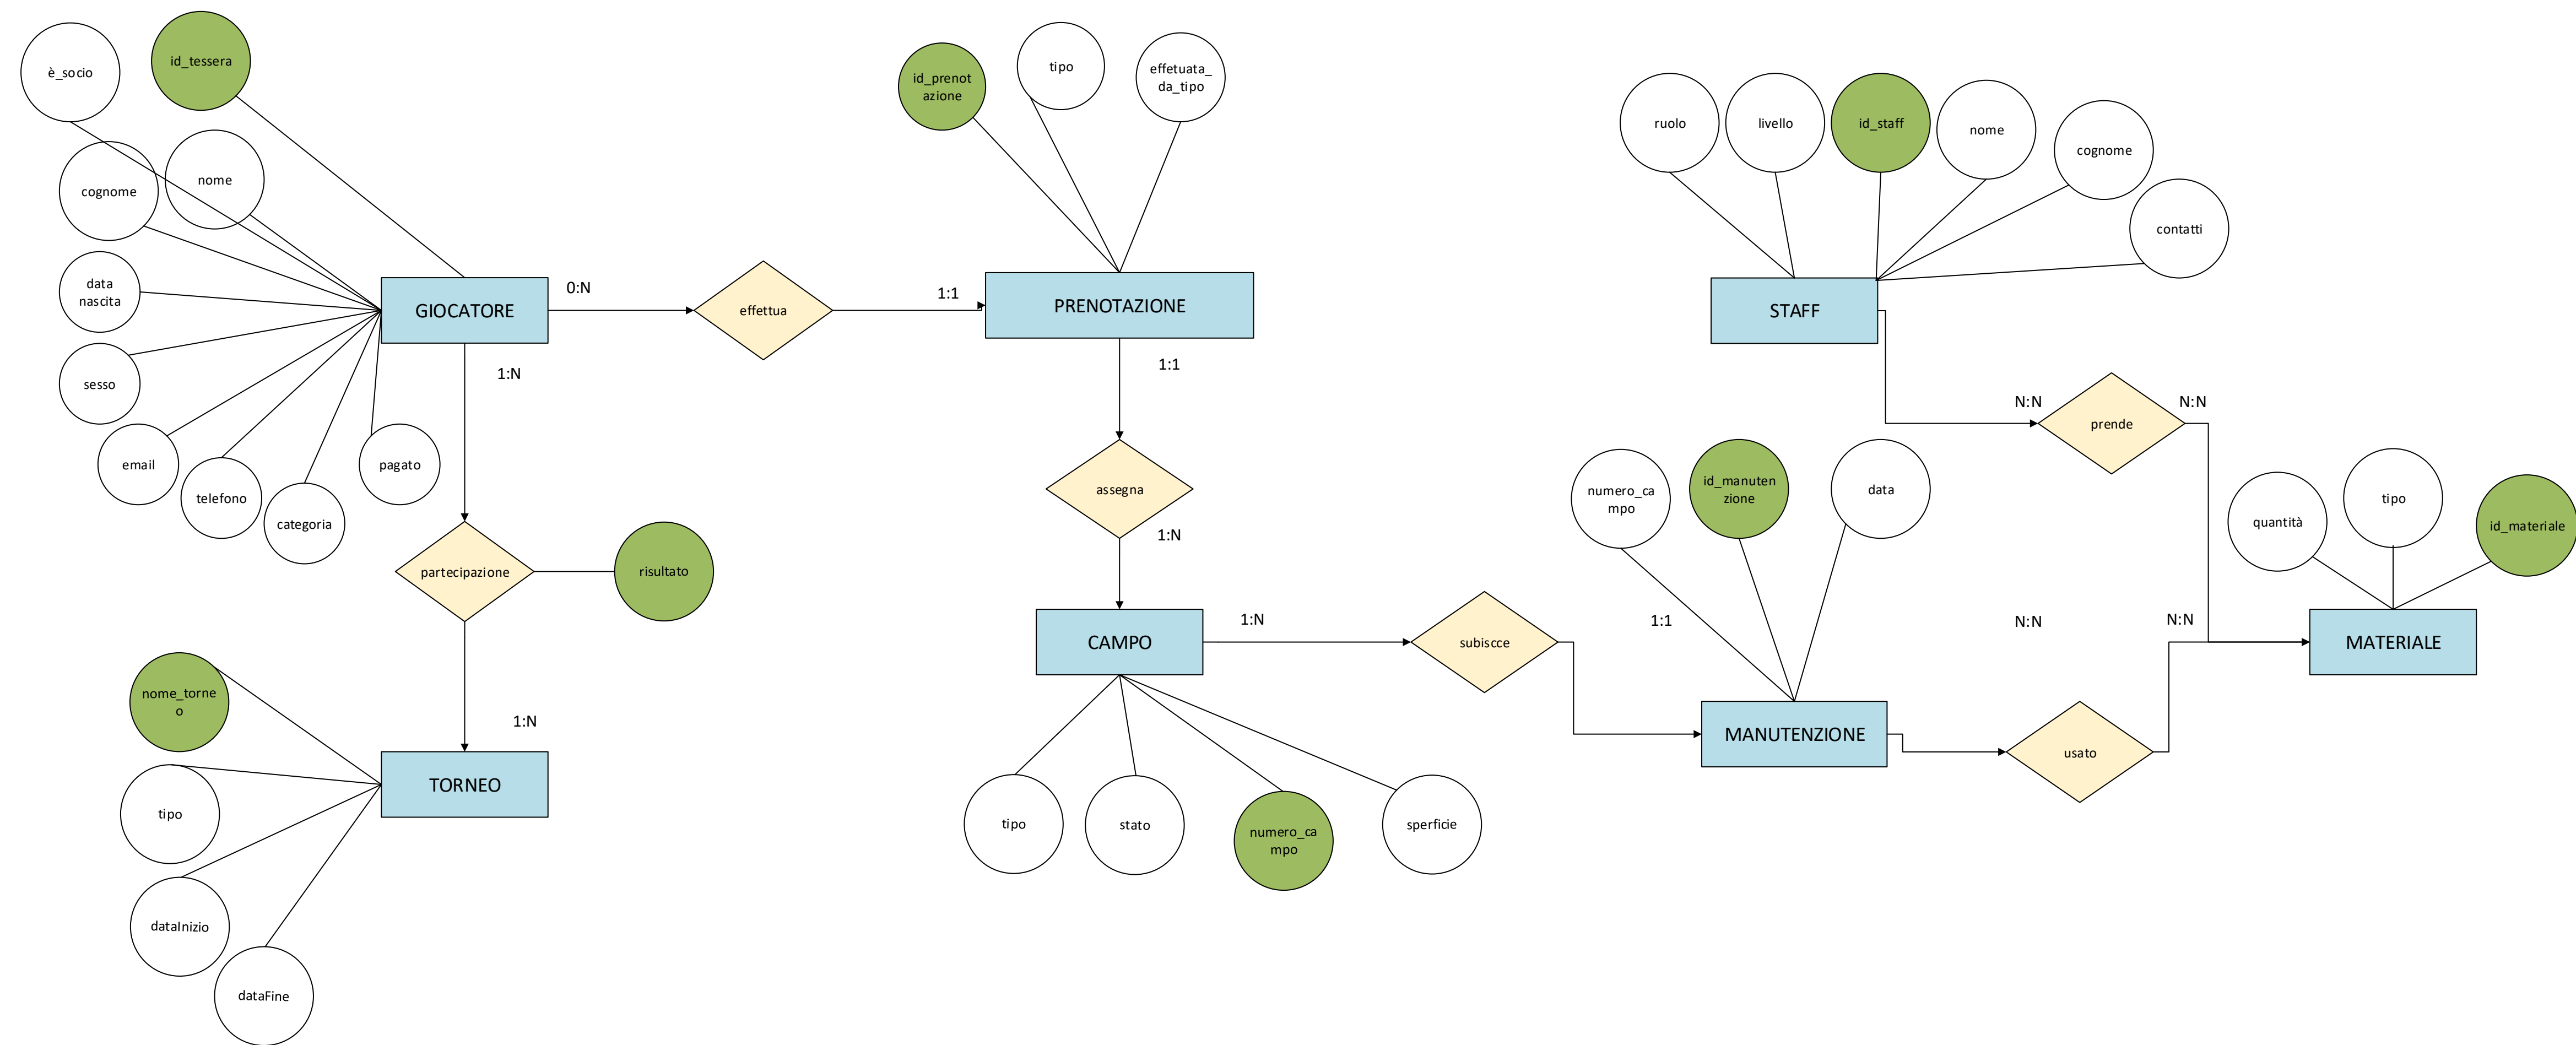 è_socio
id_tessera
cognome
nome
data
nascita
sesso
email
telefono
categoria
pagato
GIOCATORE
0:N
effettua
1:1
1:N
partecipazione
risultato
1:N
nome_torne
o
tipo
dataInizio
dataFine
TORNEO
id_prenot
azione
tipo
effetuata_
da_tipo
PRENOTAZIONE
1:1
assegna
1:N
CAMPO
tipo
stato
numero_ca
mpo
sperficie
1:N
subiscce
1:1
ruolo
livello
id_staff
nome
cognome
contatti
STAFF
N:N
prende
N:N
numero_ca
mpo
id_manuten
zione
data
MANUTENZIONE
N:N
usato
N:N
quantità
tipo
id_materiale
MATERIALE